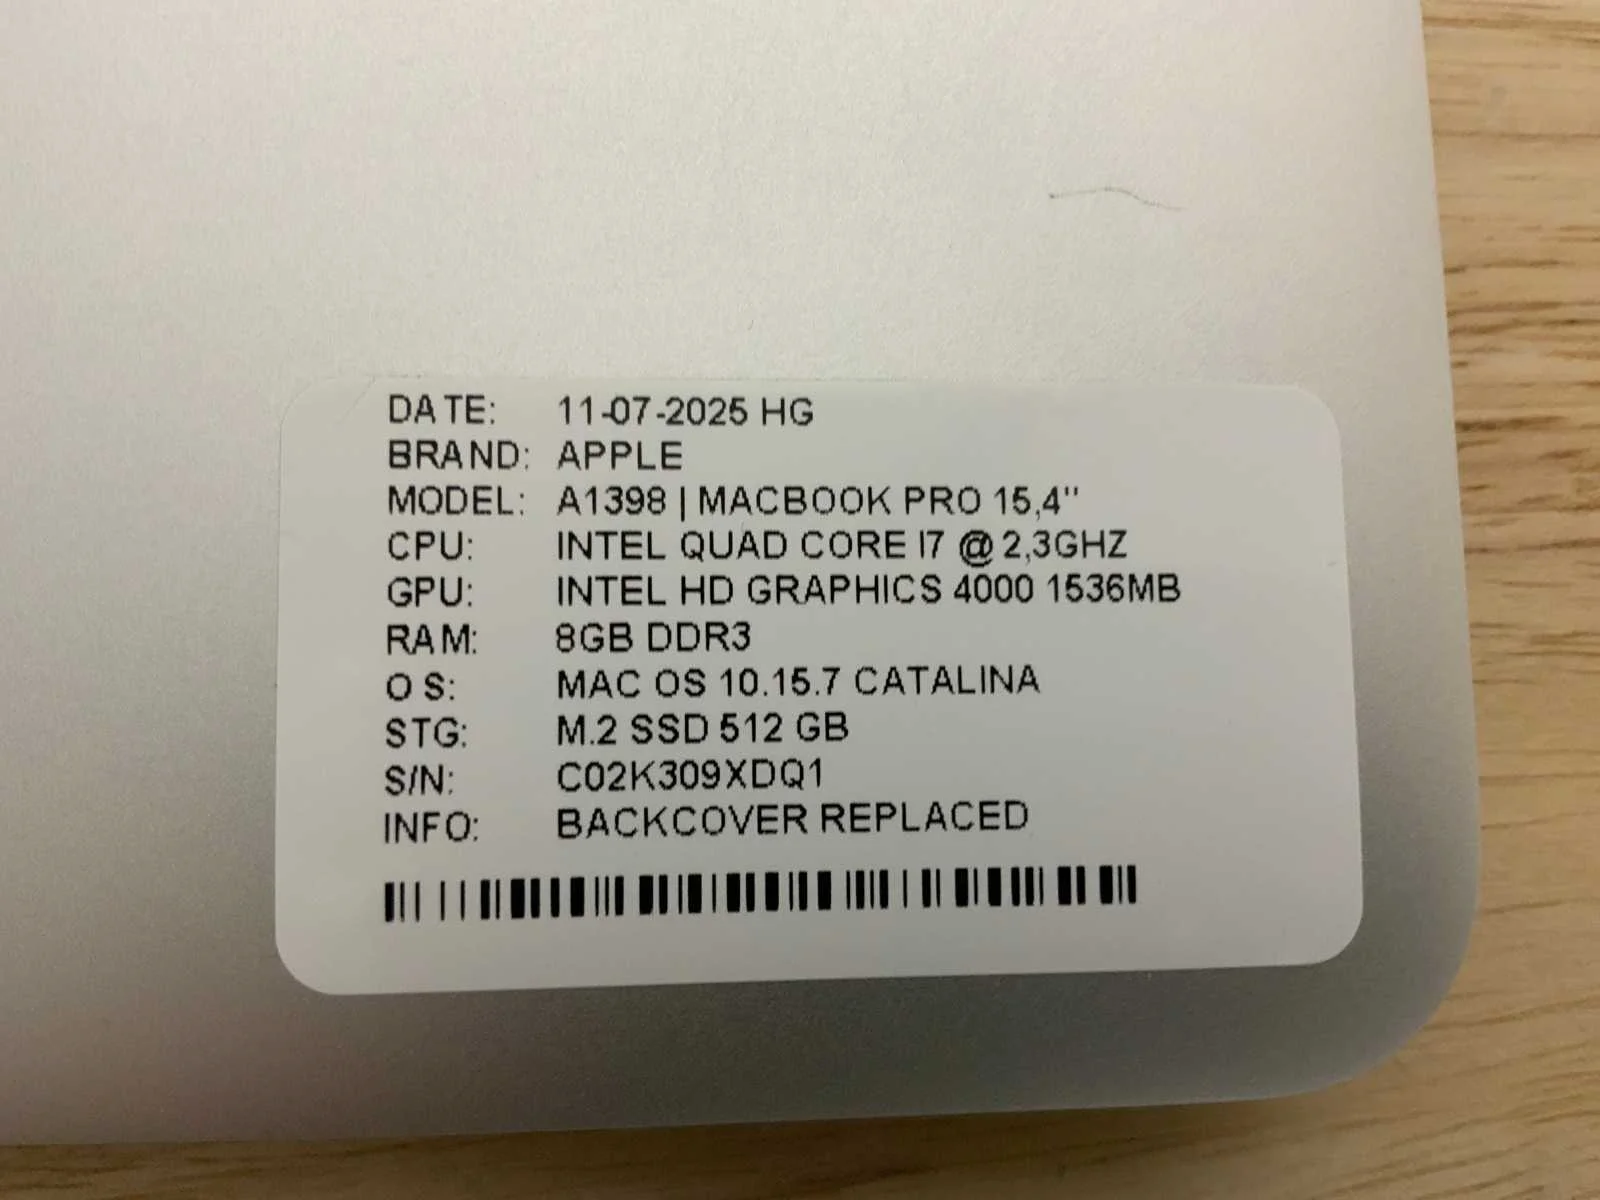 DATE: 11-07-2025 HG
BRAND: APPLE
MODEL: A1398 | MACBOOK PRO 15,4"
CPU: INTEL QUAD CORE I7 @ 2,3GHZ
GPU: INTEL HD GRAPHICS 4000 1536MB
RAM: 8GB DDR3
OS: MAC OS 10.15.7 CATALINA
STG: M.2 SSD 512 GB
S/N: C02K309XDQ1
INFO: BACKCOVER REPLACED